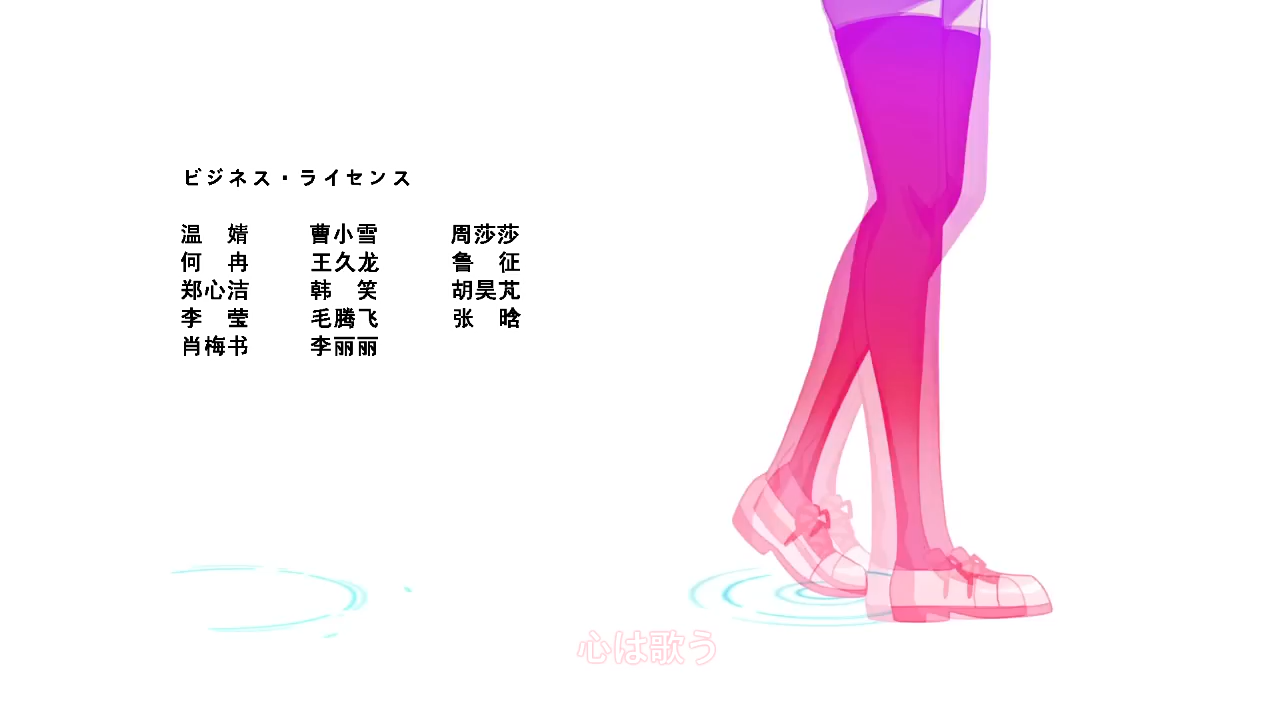 ビジネス・ライセンス
温　婧　曹小雪　周莎莎
何　冉　王久龙　鲁　征
郑心洁　韩　笑　胡昊芃
李　莹　毛腾飞　张　晗
肖梅书　李丽丽
心は歌う